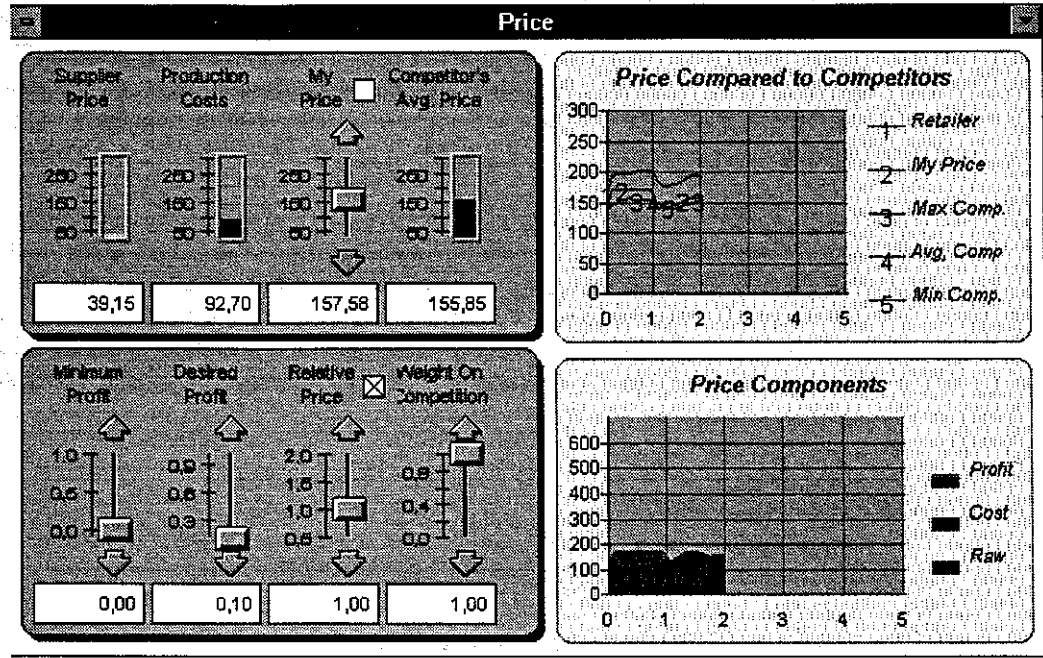 Price
Supplier Price
Production Costs
My Price
Competitor's Avg. Price
250
150
50
250
150
50
250
150
50
250
150
50
39,15
92,70
157,58
155,85
Price Compared to Competitors
300
250
200
150
100
50
0
0 1 2 3 4 5
1 Retailer
2 My Price
3 Max Comp.
4 Avg, Comp
5 Min Comp.
Minimum Profit
Desired Profit
Relative Price
Weight On Competition
1.0
0.5
0.0
0.9
0.6
0.3
2.0
1.5
1.0
0.5
0.8
0.4
0.0
0,00
0,10
1,00
1,00
Price Components
600
500
400
300
200
100
0
0 1 2 3 4 5
Profit
Cost
Raw